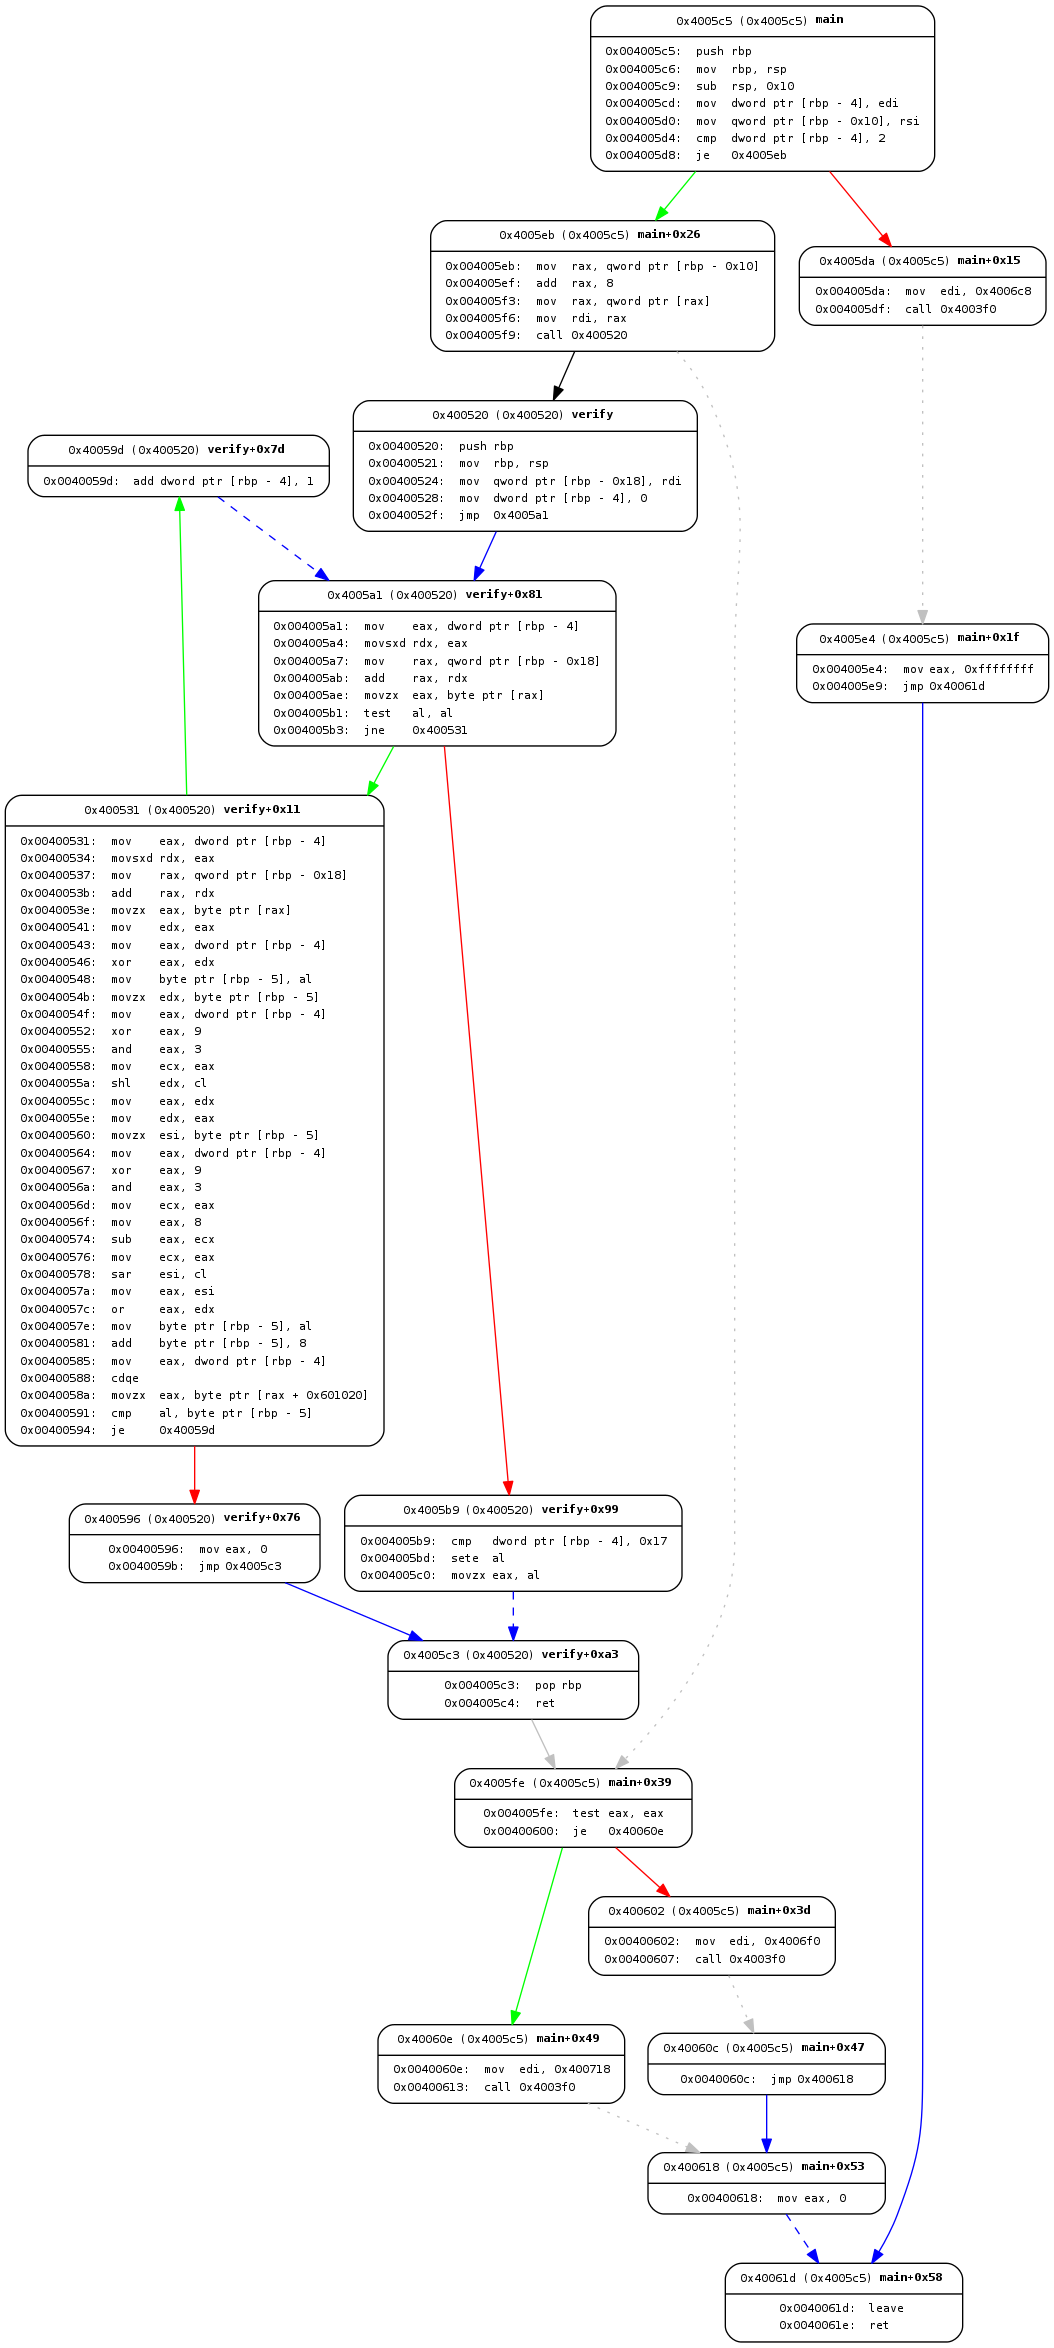 0x4005c5 (0x4005c5) main
0x004005c5: push rbp
0x004005c6: mov rbp, rsp
0x004005c9: sub rsp, 0x10
0x004005cd: mov dword ptr [rbp - 4], edi
0x004005d0: mov qword ptr [rbp - 0x10], rsi
0x004005d4: cmp dword ptr [rbp - 4], 2
0x004005d8: je 0x4005eb
0x4005eb (0x4005c5) main+0x26
0x004005eb: mov rax, qword ptr [rbp - 0x10]
0x004005ef: add rax, 8
0x004005f3: mov rax, qword ptr [rax]
0x004005f6: mov rdi, rax
0x004005f9: call 0x400520
0x4005da (0x4005c5) main+0x15
0x004005da: mov edi, 0x4006c8
0x004005df: call 0x4003f0
0x400520 (0x400520) verify
0x00400520: push rbp
0x00400521: mov rbp, rsp
0x00400524: mov qword ptr [rbp - 0x18], rdi
0x00400528: mov dword ptr [rbp - 4], 0
0x0040052f: jmp 0x4005a1
0x40059d (0x400520) verify+0x7d
0x0040059d: add dword ptr [rbp - 4], 1
0x4005a1 (0x400520) verify+0x81
0x004005a1: mov eax, dword ptr [rbp - 4]
0x004005a4: movsxd rdx, eax
0x004005a7: mov rax, qword ptr [rbp - 0x18]
0x004005ab: add rax, rdx
0x004005ae: movzx eax, byte ptr [rax]
0x004005b1: test al, al
0x004005b3: jne 0x400531
0x4005e4 (0x4005c5) main+0x1f
0x004005e4: mov eax, 0xffffffff
0x004005e9: jmp 0x40061d
0x400531 (0x400520) verify+0x11
0x00400531: mov eax, dword ptr [rbp - 4]
0x00400534: movsxd rdx, eax
0x00400537: mov rax, qword ptr [rbp - 0x18]
0x0040053b: add rax, rdx
0x0040053e: movzx eax, byte ptr [rax]
0x00400541: mov edx, eax
0x00400543: mov eax, dword ptr [rbp - 4]
0x00400546: xor eax, edx
0x00400548: mov byte ptr [rbp - 5], al
0x0040054b: movzx edx, byte ptr [rbp - 5]
0x0040054f: mov eax, dword ptr [rbp - 4]
0x00400552: xor eax, 9
0x00400555: and eax, 3
0x00400558: mov ecx, eax
0x0040055a: shl edx, cl
0x0040055c: mov eax, edx
0x0040055e: mov edx, eax
0x00400560: movzx esi, byte ptr [rbp - 5]
0x00400564: mov eax, dword ptr [rbp - 4]
0x00400567: xor eax, 9
0x0040056a: and eax, 3
0x0040056d: mov ecx, eax
0x0040056f: mov eax, 8
0x00400574: sub eax, ecx
0x00400576: mov ecx, eax
0x00400578: sar esi, cl
0x0040057a: mov eax, esi
0x0040057c: or eax, edx
0x0040057e: mov byte ptr [rbp - 5], al
0x00400581: add byte ptr [rbp - 5], 8
0x00400585: mov eax, dword ptr [rbp - 4]
0x00400588: cdqe
0x0040058a: movzx eax, byte ptr [rax + 0x601020]
0x00400591: cmp al, byte ptr [rbp - 5]
0x00400594: je 0x40059d
0x400596 (0x400520) verify+0x76
0x00400596: mov eax, 0
0x0040059b: jmp 0x4005c3
0x4005b9 (0x400520) verify+0x99
0x004005b9: cmp dword ptr [rbp - 4], 0x17
0x004005bd: sete al
0x004005c0: movzx eax, al
0x4005c3 (0x400520) verify+0xa3
0x004005c3: pop rbp
0x004005c4: ret
0x4005fe (0x4005c5) main+0x39
0x004005fe: test eax, eax
0x00400600: je 0x40060e
0x400602 (0x4005c5) main+0x3d
0x00400602: mov edi, 0x4006f0
0x00400607: call 0x4003f0
0x40060e (0x4005c5) main+0x49
0x0040060e: mov edi, 0x400718
0x00400613: call 0x4003f0
0x40060c (0x4005c5) main+0x47
0x0040060c: jmp 0x400618
0x400618 (0x4005c5) main+0x53
0x00400618: mov eax, 0
0x40061d (0x4005c5) main+0x58
0x0040061d: leave
0x0040061e: ret